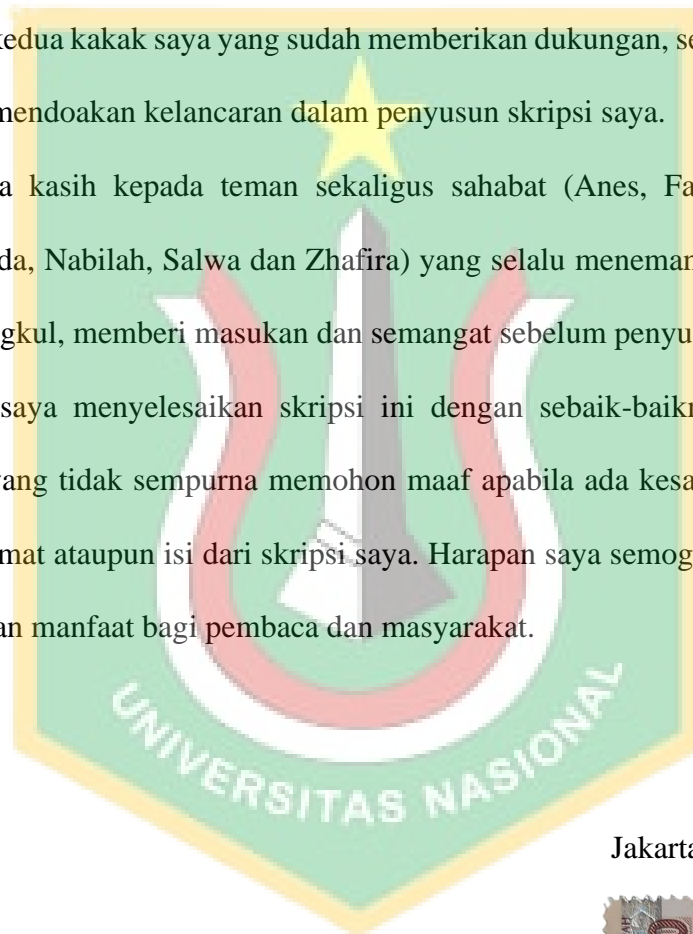 kedua kakak saya yang sudah memberikan dukungan, se
mendoakan kelancaran dalam penyusun skripsi saya.
a kasih kepada teman sekaligus sahabat (Anes, Fa
da, Nabilah, Salwa dan Zhafira) yang selalu meneman
gkul, memberi masukan dan semangat sebelum penyu
saya menyelesaikan skripsi ini dengan sebaik-baikn
yang tidak sempurna memohon maaf apabila ada kesa
mat ataupun isi dari skripsi saya. Harapan saya semog
an manfaat bagi pembaca dan masyarakat.
UNIVERSITAS NASIONAL
Jakarta